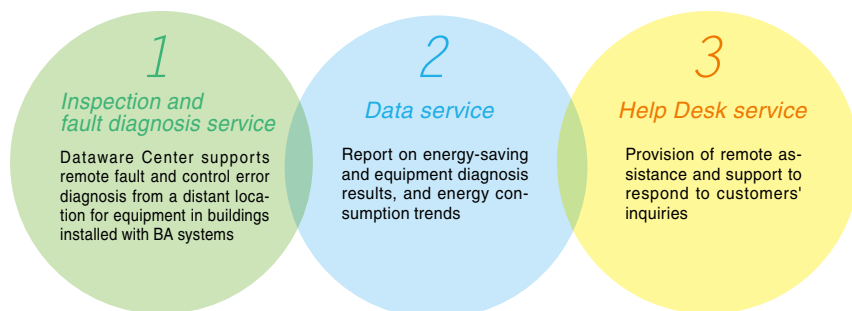 1
Inspection and
fault diagnosis service
Dataware Center supports
remote fault and control error
diagnosis from a distant loca-
tion for equipment in buildings
installed with BA systems
2
Data service
Report on energy-saving
and equipment diagnosis
results, and energy con-
sumption trends
3
Help Desk service
Provision of remote as-
sistance and support to
respond to customers'
inquiries